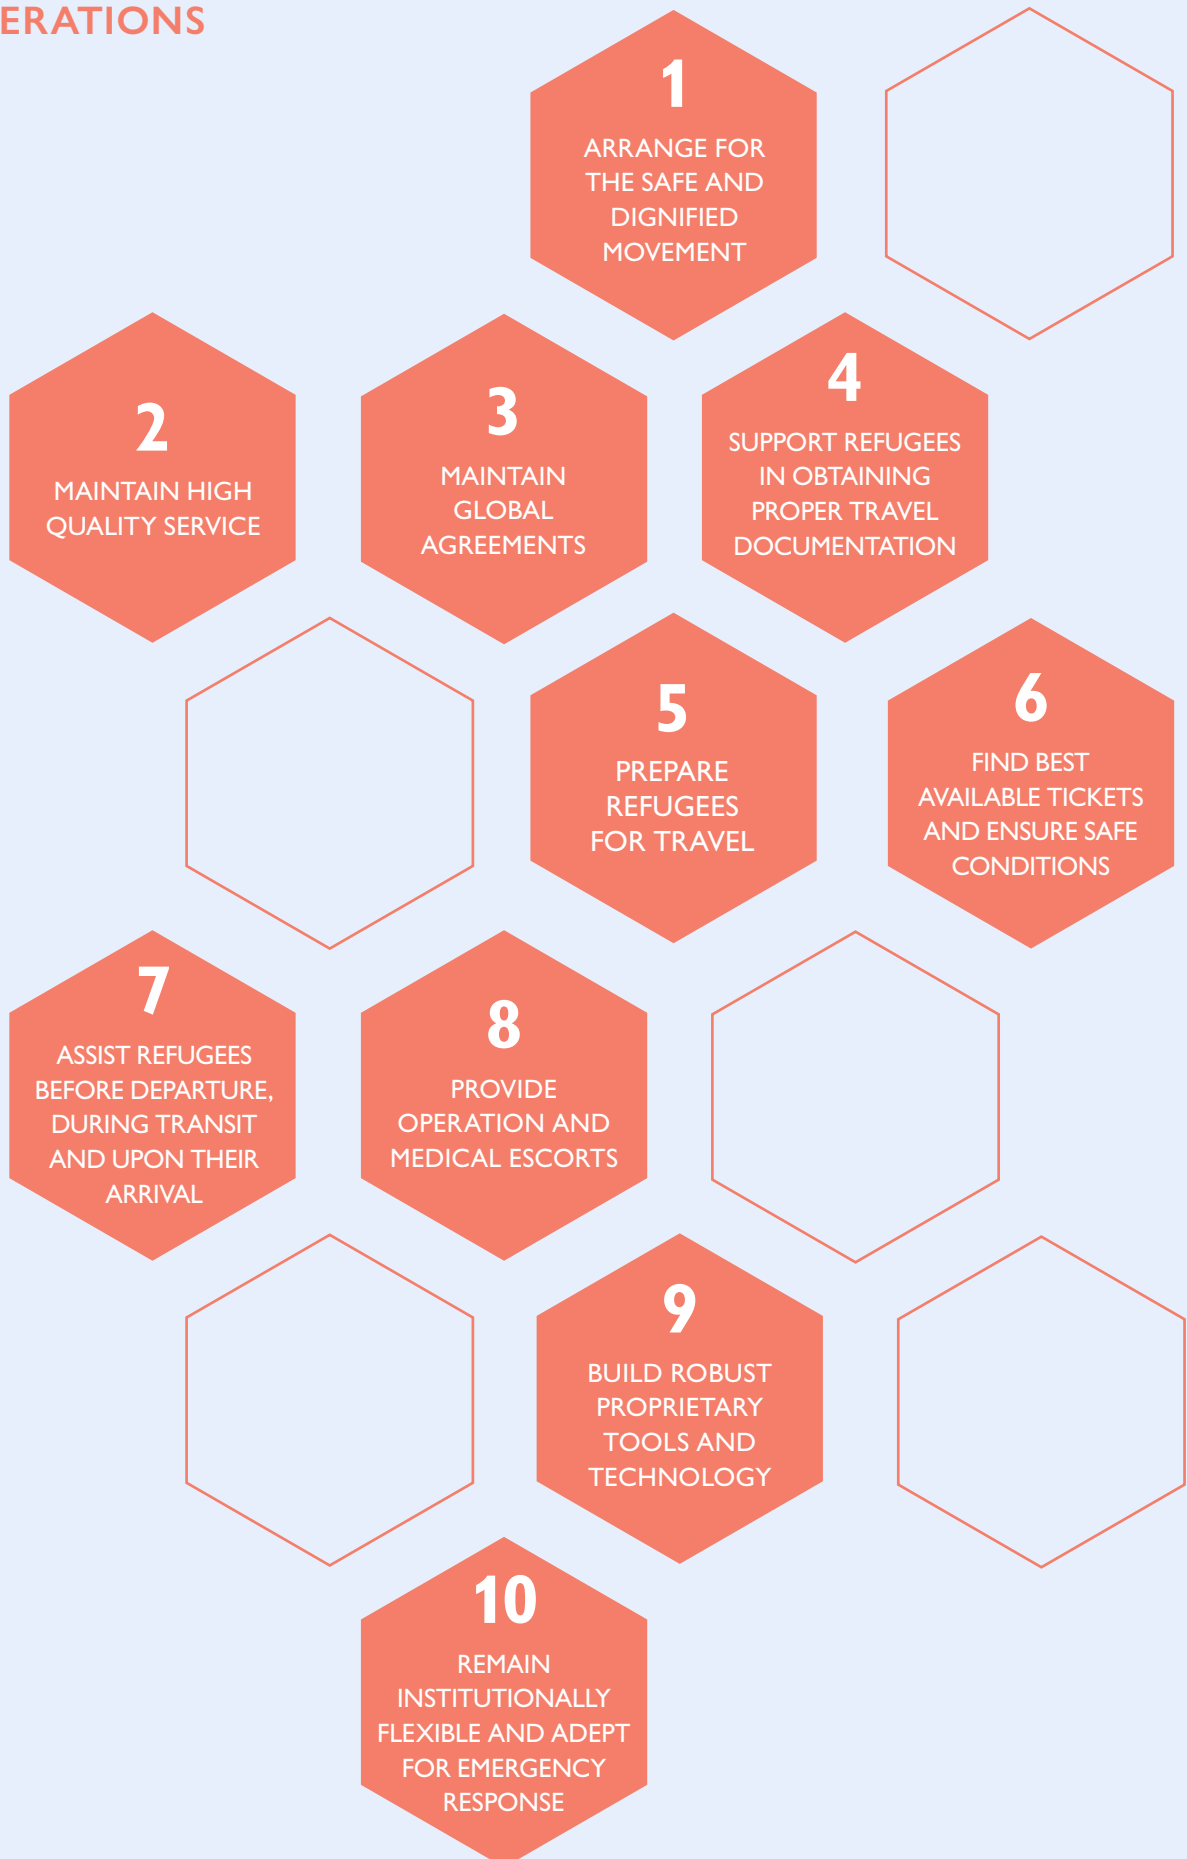 ERATIONS
1
ARRANGE FOR
THE SAFE AND
DIGNIFIED
MOVEMENT
2
MAINTAIN HIGH
QUALITY SERVICE
3
MAINTAIN
GLOBAL
AGREEMENTS
4
SUPPORT REFUGEES
IN OBTAINING
PROPER TRAVEL
DOCUMENTATION
5
PREPARE
REFUGEES
FOR TRAVEL
6
FIND BEST
AVAILABLE TICKETS
AND ENSURE SAFE
CONDITIONS
7
ASSIST REFUGEES
BEFORE DEPARTURE,
DURING TRANSIT
AND UPON THEIR
ARRIVAL
8
PROVIDE
OPERATION AND
MEDICAL ESCORTS
9
BUILD ROBUST
PROPRIETARY
TOOLS AND
TECHNOLOGY
10
REMAIN
INSTITUTIONALLY
FLEXIBLE AND ADEPT
FOR EMERGENCY
RESPONSE